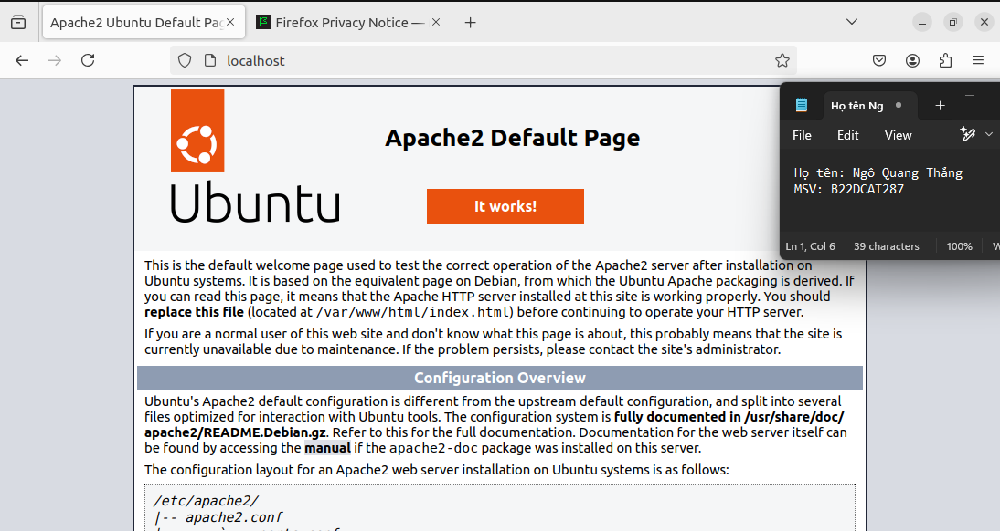 Apache2 Ubuntu Default Pag
Firefox Privacy Notice —
localhost
Ubuntu
Apache2 Default Page
It works!
Họ tên Ng
File Edit View
Họ tên: Ngô Quang Thắng
MSV: B22DCAT287
Ln 1, Col 6 39 characters 100% W
This is the default welcome page used to test the correct operation of the Apache2 server after installation on
Ubuntu systems. It is based on the equivalent page on Debian, from which the Ubuntu Apache packaging is derived. If
you can read this page, it means that the Apache HTTP server installed at this site is working properly. You should
replace this file (located at /var/www/html/index.html) before continuing to operate your HTTP server.
If you are a normal user of this web site and don't know what this page is about, this probably means that the site is
currently unavailable due to maintenance. If the problem persists, please contact the site's administrator.
Configuration Overview
Ubuntu's Apache2 default configuration is different from the upstream default configuration, and split into several
files optimized for interaction with Ubuntu tools. The configuration system is fully documented in /usr/share/doc/
apache2/README.Debian.gz. Refer to this for the full documentation. Documentation for the web server itself can
be found by accessing the manual if the apache2-doc package was installed on this server.
The configuration layout for an Apache2 web server installation on Ubuntu systems is as follows:
/etc/apache2/
|-- apache2.conf